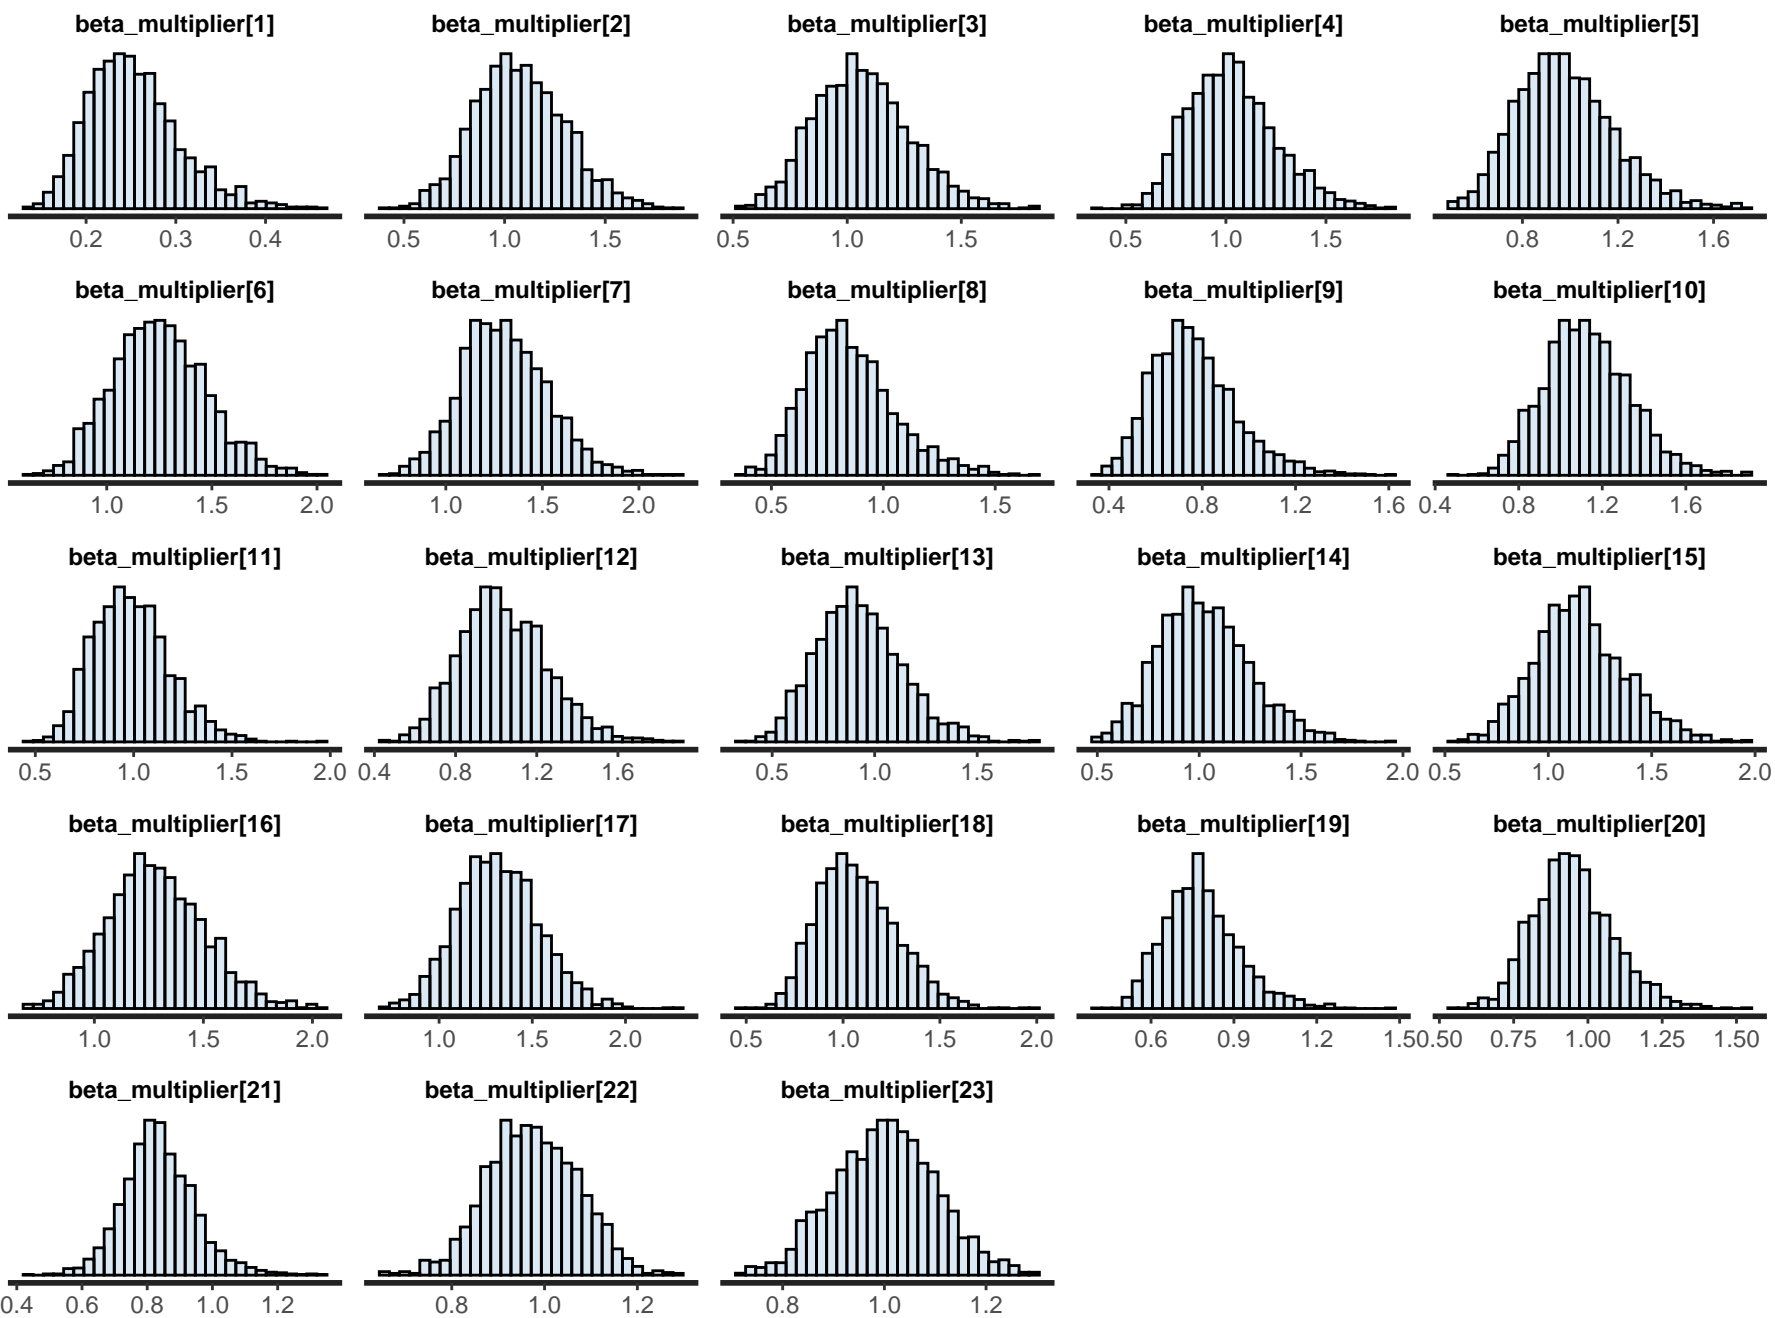 beta_multiplier[1] beta_multiplier[2] beta_multiplier[3] beta_multiplier[4] beta_multiplier[5]
0.2 0.3 0.4 0.5 1.0 1.5 0.5 1.0 1.5 0.5 1.0 1.5 0.8 1.2 1.6
beta_multiplier[6] beta_multiplier[7] beta_multiplier[8] beta_multiplier[9] beta_multiplier[10]
1.0 1.5 2.0 1.0 1.5 2.0 0.5 1.0 1.5 0.4 0.8 1.2 1.6 0.4 0.8 1.2 1.6
beta_multiplier[11] beta_multiplier[12] beta_multiplier[13] beta_multiplier[14] beta_multiplier[15]
0.5 1.0 1.5 2.0 0.4 0.8 1.2 1.6 0.5 1.0 1.5 0.5 1.0 1.5 2.0 0.5 1.0 1.5 2.0
beta_multiplier[16] beta_multiplier[17] beta_multiplier[18] beta_multiplier[19] beta_multiplier[20]
1.0 1.5 2.0 1.0 1.5 2.0 0.5 1.0 1.5 2.0 0.6 0.9 1.2 1.5 0.50 0.75 1.00 1.25 1.50
beta_multiplier[21] beta_multiplier[22] beta_multiplier[23]
0.4 0.6 0.8 1.0 1.2 0.8 1.0 1.2 0.8 1.0 1.2